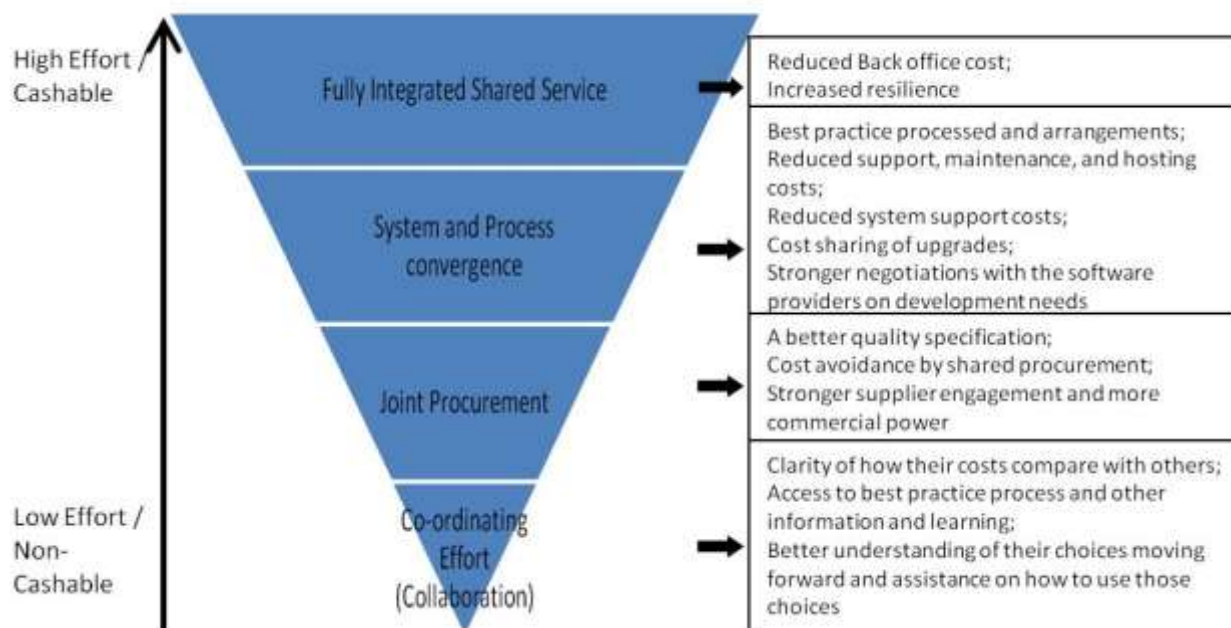 High Effort /
Cashable
Fully Integrated Shared Service
Reduced Back office cost;
Increased resilience
System and Process
convergence
Best practice processed and arrangements;
Reduced support, maintenance, and hosting
costs;
Reduced system support costs;
Cost sharing of upgrades;
Stronger negotiations with the software
providers on development needs
Joint Procurement
A better quality specification;
Cost avoidance by shared procurement;
Stronger supplier engagement and more
commercial power
Low Effort /
Non-
Cashable
Co-ordinating
Effort
(Collaboration)
Clarity of how their costs compare with others;
Access to best practice process and other
information and learning;
Better understanding of their choices moving
forward and assistance on how to use those
choices